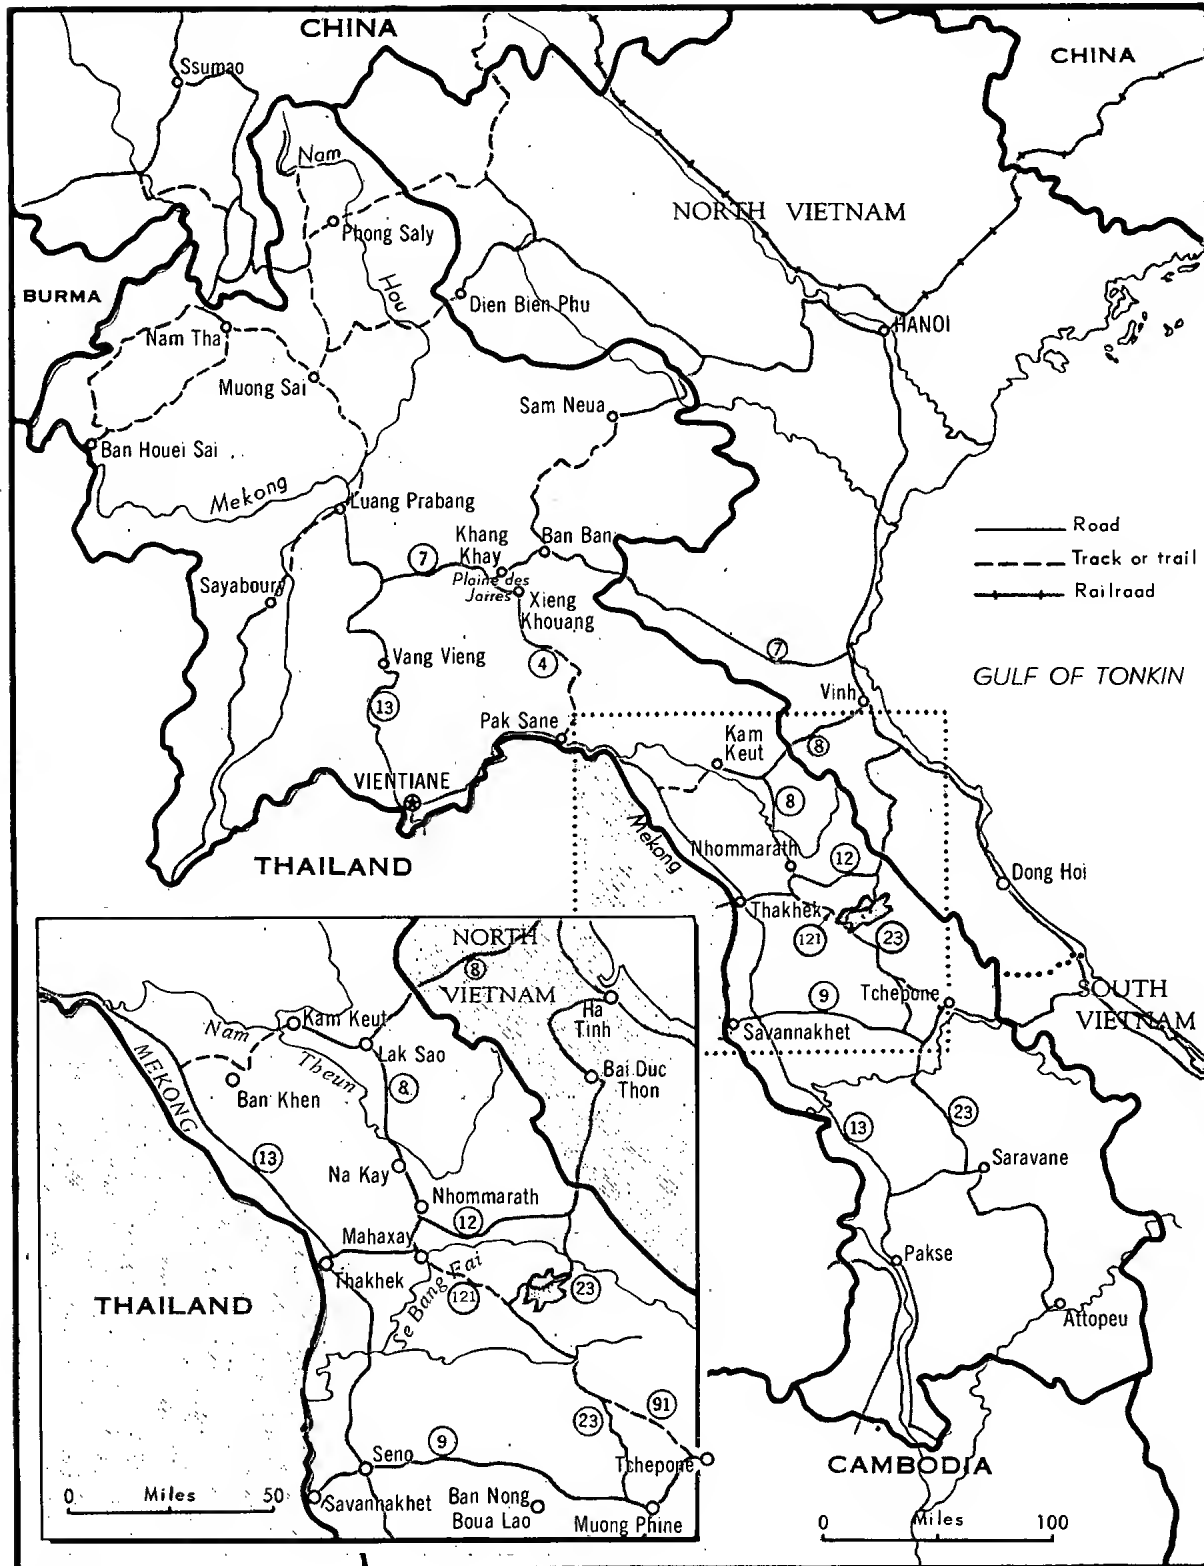 CHINA
CHINA
Ssumao
Nam
Phong Saly
NORTH VIETNAM
Hou
BURMA
Dien Bien Phu
Nam Tha
HANOI
Muong Sai
Sam Neua
Ban Houei Sai
Mekong
Luang Prabang
Khang
Khay
Ban Ban
Road
Track or trail
Railroad
7
Plaine des
Jarres
Sayaboury
Xieng
Khouang
Vang Vieng
4
7
GULF OF TONKIN
13
Vinh
Pak Sane
Kam
Keut
8
VIENTIANE
8
Mekong
Nhommarath
12
THAILAND
Dong Hoi
Thakhek
121
23
9
Tchepone
SOUTH
VIETNAM
Savannakhet
13
23
Saravane
Pakse
Attopeu
CAMBODIA
Miles
0 100
NORTH
8
VIETNAM
Ha
Tinh
Nam
Kam Keut
Lak Sao
MEKONG
Theun
Bai Duc
Thon
Ban Khen
8
13
Na Kay
Nhommarath
12
Mahaxay
Thakhek
Se Bang Fai
121
23
THAILAND
91
23
9
Seno
Tchepone
0 Miles 50
Savannakhet
Ban Nong
Boua Lao
Muong Phine